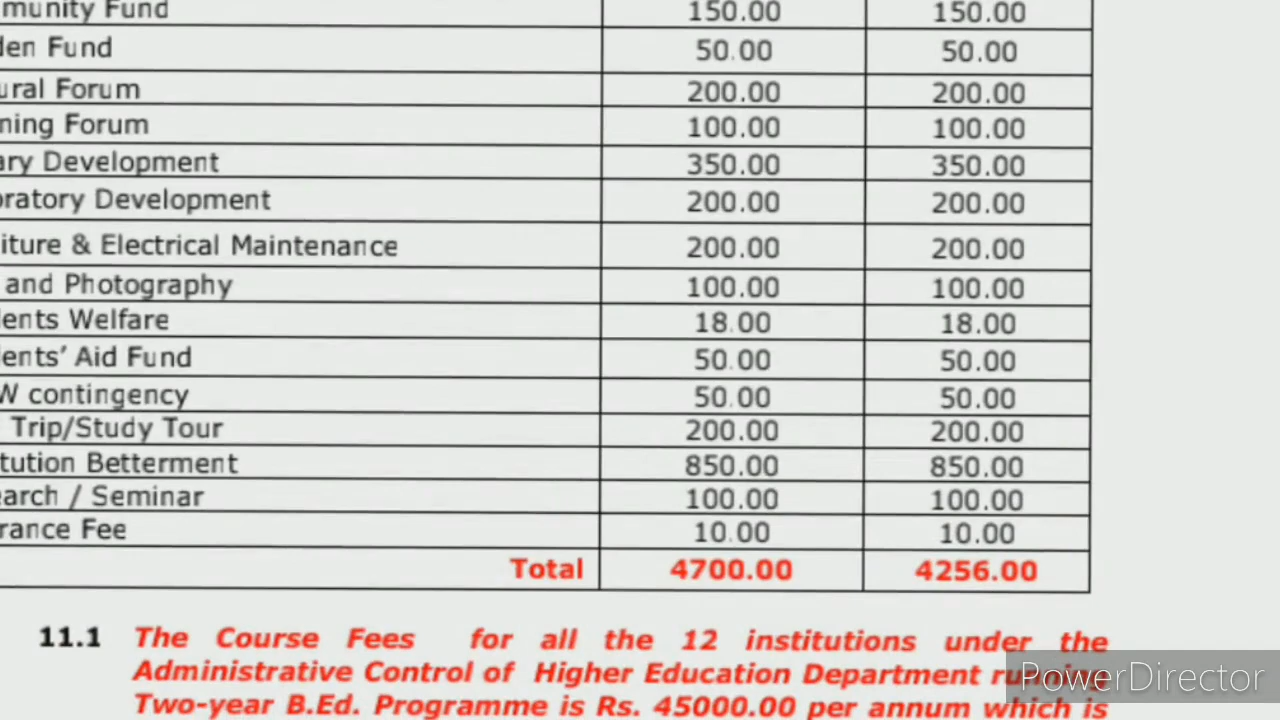 munity Fund 150.00 150.00
den Fund 50.00 50.00
ural Forum 200.00 200.00
ning Forum 100.00 100.00
ary Development 350.00 350.00
oratory Development 200.00 200.00
iture & Electrical Maintenance 200.00 200.00
and Photography 100.00 100.00
ents Welfare 18.00 18.00
ents’ Aid Fund 50.00 50.00
W contingency 50.00 50.00
Trip/Study Tour 200.00 200.00
tution Betterment 850.00 850.00
earch / Seminar 100.00 100.00
rance Fee 10.00 10.00
Total 4700.00 4256.00
11.1 The Course Fees for all the 12 institutions under the
Administrative Control of Higher Education Department running
Two-year B.Ed. Programme is Rs. 45000.00 per annum which is
PowerDirector